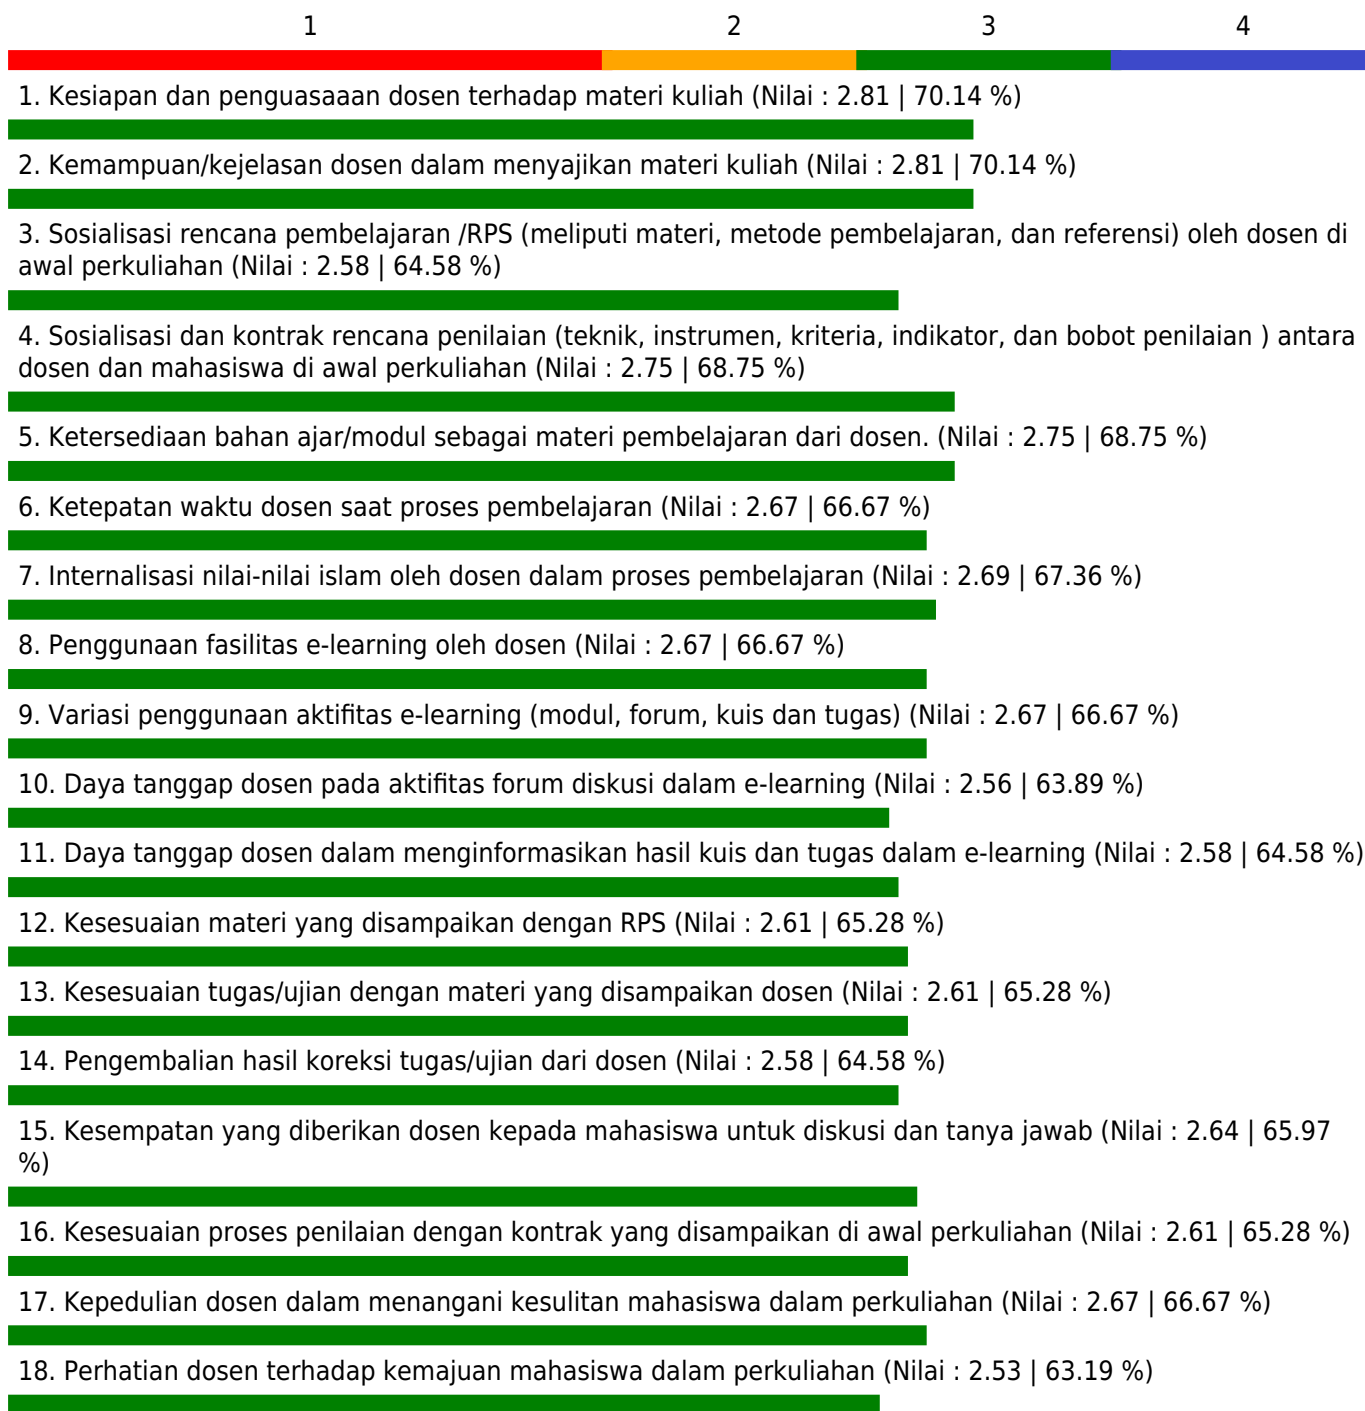 1 2 3 4
1. Kesiapan dan penguasaaan dosen terhadap materi kuliah (Nilai : 2.81 | 70.14 %)
2. Kemampuan/kejelasan dosen dalam menyajikan materi kuliah (Nilai : 2.81 | 70.14 %)
3. Sosialisasi rencana pembelajaran /RPS (meliputi materi, metode pembelajaran, dan referensi) oleh dosen di
awal perkuliahan (Nilai : 2.58 | 64.58 %)
4. Sosialisasi dan kontrak rencana penilaian (teknik, instrumen, kriteria, indikator, dan bobot penilaian ) antara
dosen dan mahasiswa di awal perkuliahan (Nilai : 2.75 | 68.75 %)
5. Ketersediaan bahan ajar/modul sebagai materi pembelajaran dari dosen. (Nilai : 2.75 | 68.75 %)
6. Ketepatan waktu dosen saat proses pembelajaran (Nilai : 2.67 | 66.67 %)
7. Internalisasi nilai-nilai islam oleh dosen dalam proses pembelajaran (Nilai : 2.69 | 67.36 %)
8. Penggunaan fasilitas e-learning oleh dosen (Nilai : 2.67 | 66.67 %)
9. Variasi penggunaan aktifitas e-learning (modul, forum, kuis dan tugas) (Nilai : 2.67 | 66.67 %)
10. Daya tanggap dosen pada aktifitas forum diskusi dalam e-learning (Nilai : 2.56 | 63.89 %)
11. Daya tanggap dosen dalam menginformasikan hasil kuis dan tugas dalam e-learning (Nilai : 2.58 | 64.58 %)
12. Kesesuaian materi yang disampaikan dengan RPS (Nilai : 2.61 | 65.28 %)
13. Kesesuaian tugas/ujian dengan materi yang disampaikan dosen (Nilai : 2.61 | 65.28 %)
14. Pengembalian hasil koreksi tugas/ujian dari dosen (Nilai : 2.58 | 64.58 %)
15. Kesempatan yang diberikan dosen kepada mahasiswa untuk diskusi dan tanya jawab (Nilai : 2.64 | 65.97
%)
16. Kesesuaian proses penilaian dengan kontrak yang disampaikan di awal perkuliahan (Nilai : 2.61 | 65.28 %)
17. Kepedulian dosen dalam menangani kesulitan mahasiswa dalam perkuliahan (Nilai : 2.67 | 66.67 %)
18. Perhatian dosen terhadap kemajuan mahasiswa dalam perkuliahan (Nilai : 2.53 | 63.19 %)